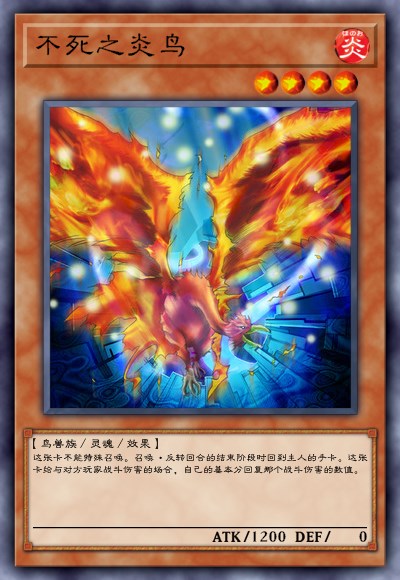 不死之炎鸟
ほのお
炎
【鸟兽族/灵魂/效果】
这张卡不能特殊召唤。召唤·反转回合的结束阶段时回到主人的手卡。这张
卡给与对方玩家战斗伤害的场合，自己的基本分回复那个战斗伤害的数值。
ATK/1200 DEF/ 0